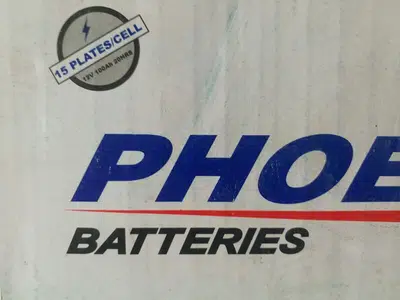 15 PLATES/CELL
12V 100Ah 20HRS
PHOE
BATTERIES